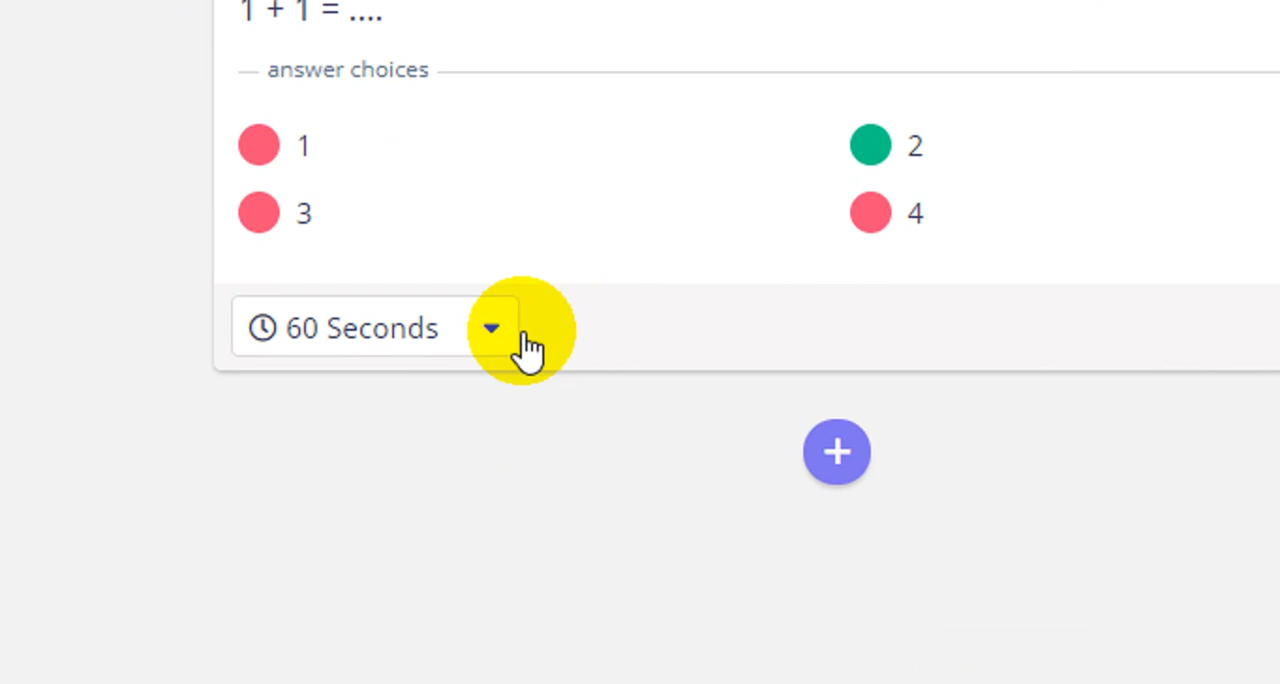 1 + 1 = ....
answer choices
1 2
3 4
60 Seconds